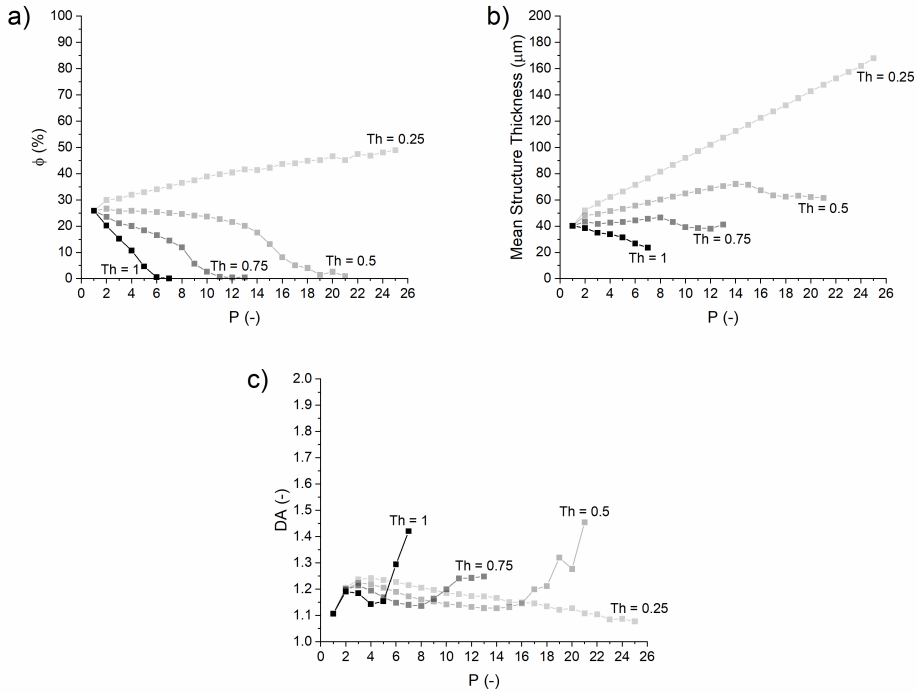 a)
100
90
80
70
60
50
40
30
20
10
0
ϕ (%)
Th = 0.25
Th = 0.5
Th = 0.75
Th = 1
0 2 4 6 8 10 12 14 16 18 20 22 24 26
P (-)
b)
200
180
160
140
120
100
80
60
40
20
0
Mean Structure Thickness (μm)
Th = 0.25
Th = 0.5
Th = 0.75
Th = 1
0 2 4 6 8 10 12 14 16 18 20 22 24 26
P (-)
c)
2.0
1.9
1.8
1.7
1.6
1.5
1.4
1.3
1.2
1.1
1.0
DA (-)
Th = 1
Th = 0.5
Th = 0.75
Th = 0.25
0 2 4 6 8 10 12 14 16 18 20 22 24 26
P (-)